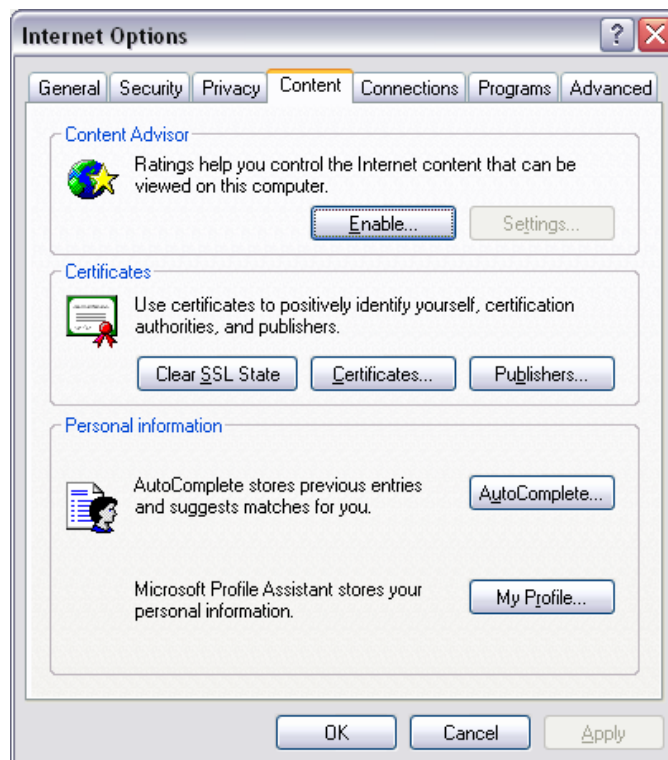 Internet Options
General Security Privacy Content Connections Programs Advanced
Content Advisor
Ratings help you control the Internet content that can be
viewed on this computer.
Enable... Settings...
Certificates
Use certificates to positively identify yourself, certification
authorities, and publishers.
Clear SSL State Certificates... Publishers...
Personal information
AutoComplete stores previous entries
and suggests matches for you.
AutoComplete...
Microsoft Profile Assistant stores your
personal information.
My Profile...
OK Cancel Apply